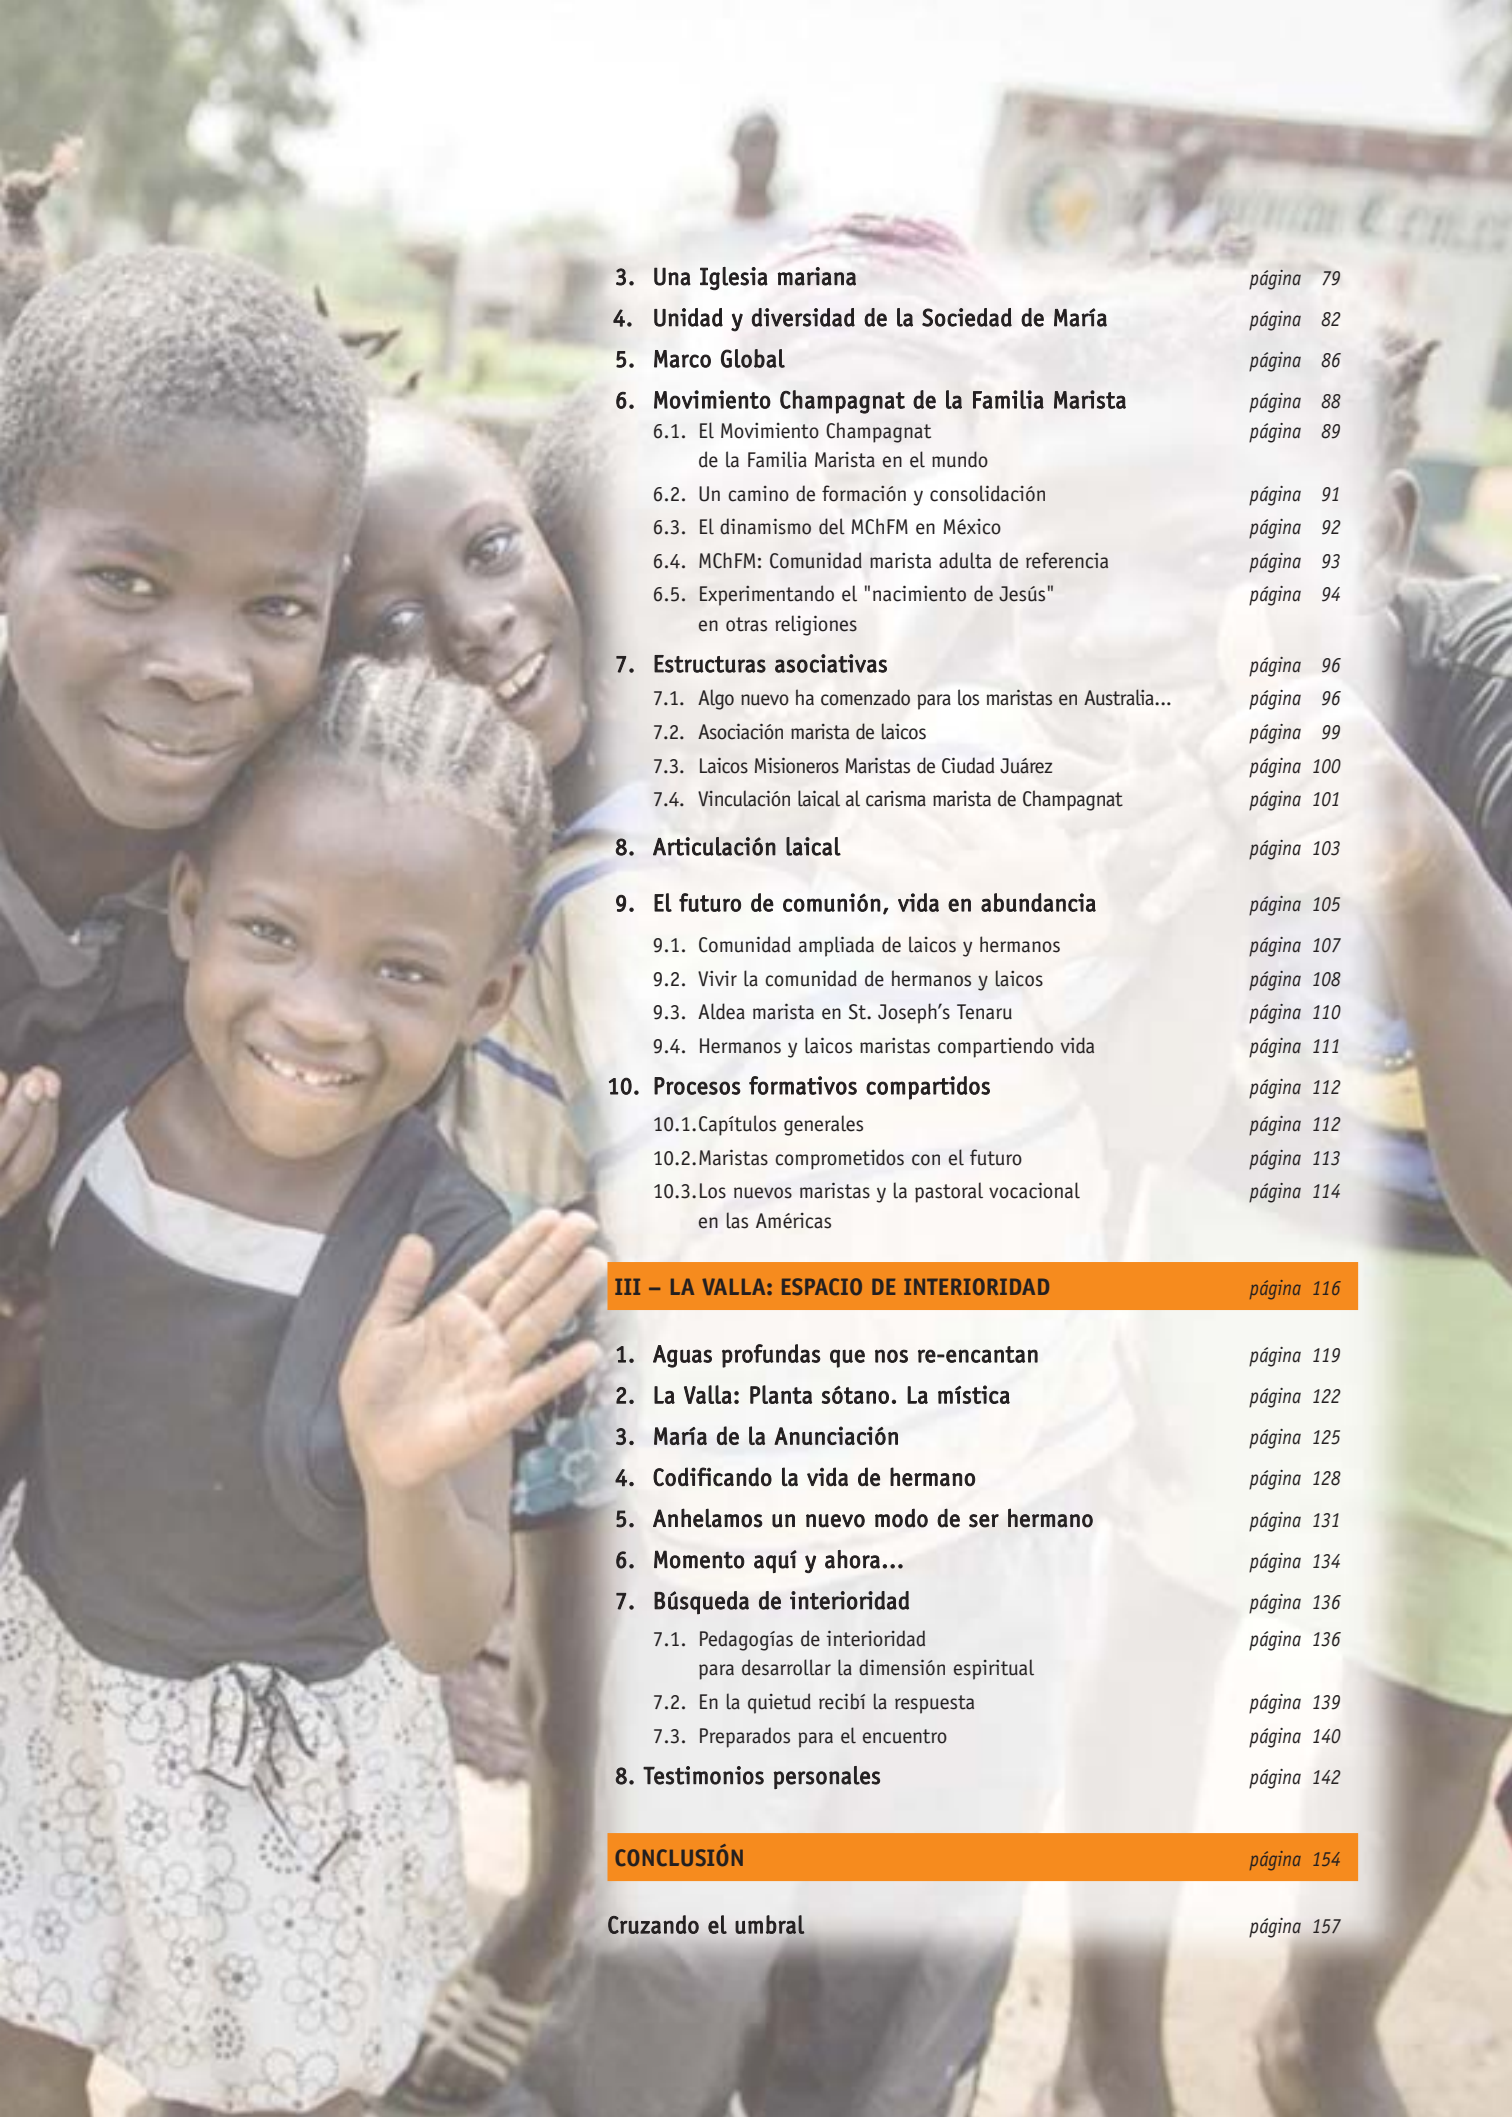 3. Una Iglesia mariana página 79
4. Unidad y diversidad de la Sociedad de María página 82
5. Marco Global página 86
6. Movimiento Champagnat de la Familia Marista página 88
6.1. El Movimiento Champagnat página 89
de la Familia Marista en el mundo
6.2. Un camino de formación y consolidación página 91
6.3. El dinamismo del MChFM en México página 92
6.4. MChFM: Comunidad marista adulta de referencia página 93
6.5. Experimentando el "nacimiento de Jesús" página 94
en otras religiones
7. Estructuras asociativas página 96
7.1. Algo nuevo ha comenzado para los maristas en Australia... página 96
7.2. Asociación marista de laicos página 99
7.3. Laicos Misioneros Maristas de Ciudad Juárez página 100
7.4. Vinculación laical al carisma marista de Champagnat página 101
8. Articulación laical página 103
9. El futuro de comunión, vida en abundancia página 105
9.1. Comunidad ampliada de laicos y hermanos página 107
9.2. Vivir la comunidad de hermanos y laicos página 108
9.3. Aldea marista en St. Joseph’s Tenaru página 110
9.4. Hermanos y laicos maristas compartiendo vida página 111
10. Procesos formativos compartidos página 112
10.1.Capítulos generales página 112
10.2.Maristas comprometidos con el futuro página 113
10.3.Los nuevos maristas y la pastoral vocacional página 114
en las Américas
III – LA VALLA: ESPACIO DE INTERIORIDAD página 116
1. Aguas profundas que nos re-encantan página 119
2. La Valla: Planta sótano. La mística página 122
3. María de la Anunciación página 125
4. Codificando la vida de hermano página 128
5. Anhelamos un nuevo modo de ser hermano página 131
6. Momento aquí y ahora... página 134
7. Búsqueda de interioridad página 136
7.1. Pedagogías de interioridad página 136
para desarrollar la dimensión espiritual
7.2. En la quietud recibí la respuesta página 139
7.3. Preparados para el encuentro página 140
8. Testimonios personales página 142
CONCLUSIÓN página 154
Cruzando el umbral página 157